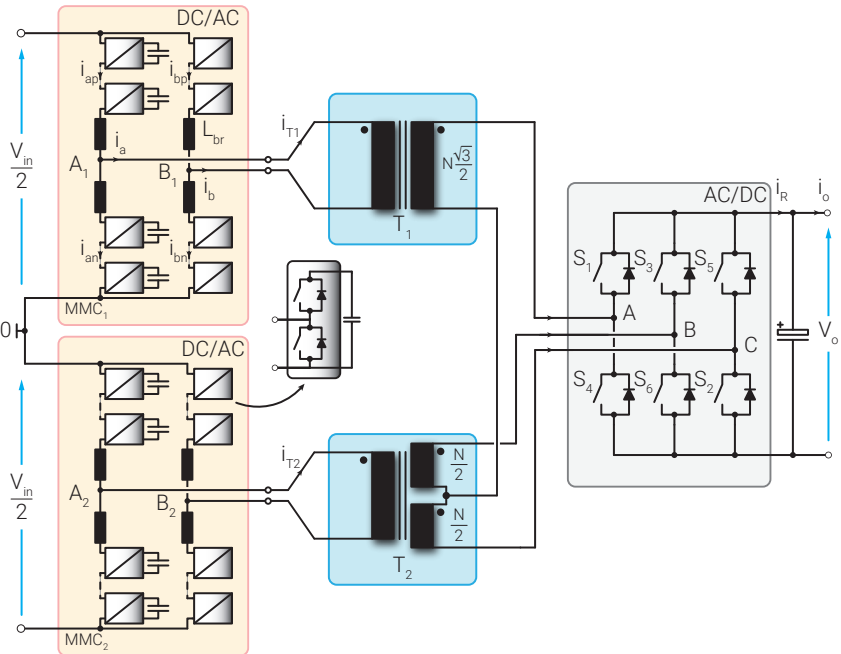 DC/AC
i_ap
i_bp
V_in/2
L_br
i_a
A_1
B_1
i_b
i_an
i_bn
MMC_1
i_T1
N√3/2
T_1
AC/DC
i_R
i_o
S_1
S_3
S_5
A
B
C
S_4
S_6
S_2
+
V_o
0
DC/AC
V_in/2
A_2
B_2
MMC_2
i_T2
N/2
N/2
T_2